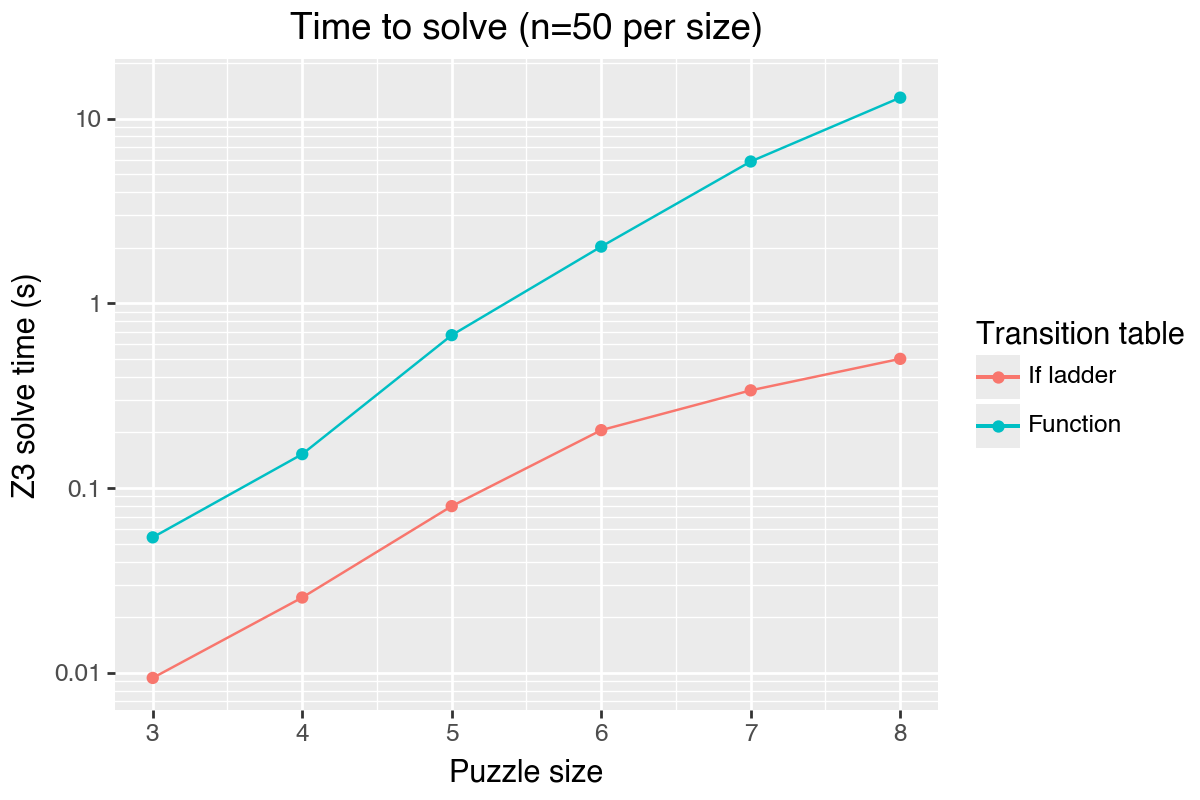 Time to solve (n=50 per size)
10
1
0.1
0.01
Z3 solve time (s)
3 4 5 6 7 8
Puzzle size
Transition table
If ladder
Function